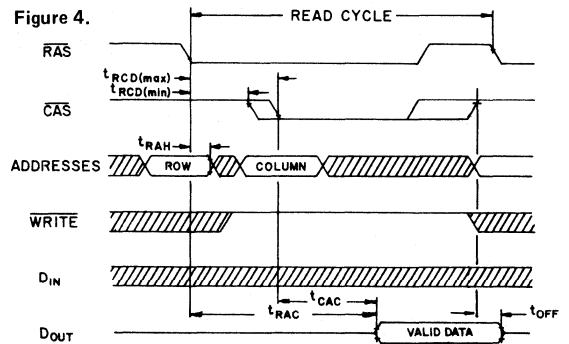 Figure 4.
READ CYCLE
RAS
tRCD(max)
tRCD(min)
CAS
tRAH
ADDRESSES
ROW
COLUMN
WRITE
DIN
tCAC
tRAC
tOFF
DOUT
VALID DATA